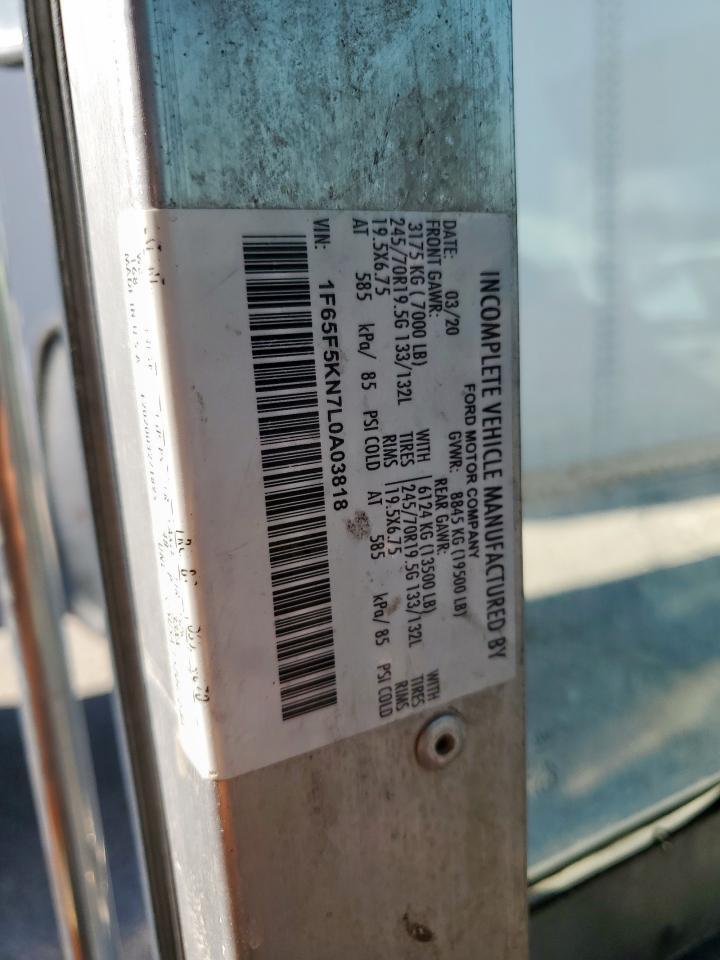 INCOMPLETE VEHICLE MANUFACTURED BY
FORD MOTOR COMPANY
DATE: 03/20 GVWR: 8845 KG (19500 LB)
FRONT GAWR: REAR GAWR:
3175 KG (7000 LB) WITH 6124 KG (13500 LB) WITH
245/70R19.5G 133/132L TIRES 245/70R19.5G 133/132L TIRES
19.5X6.75 RIMS 19.5X6.75 RIMS
AT 585 kPa/ 85 PSI COLD AT 585 kPa/ 85 PSI COLD
VIN: 1F65F5KN7L0A03818
MADE IN U.S.A.